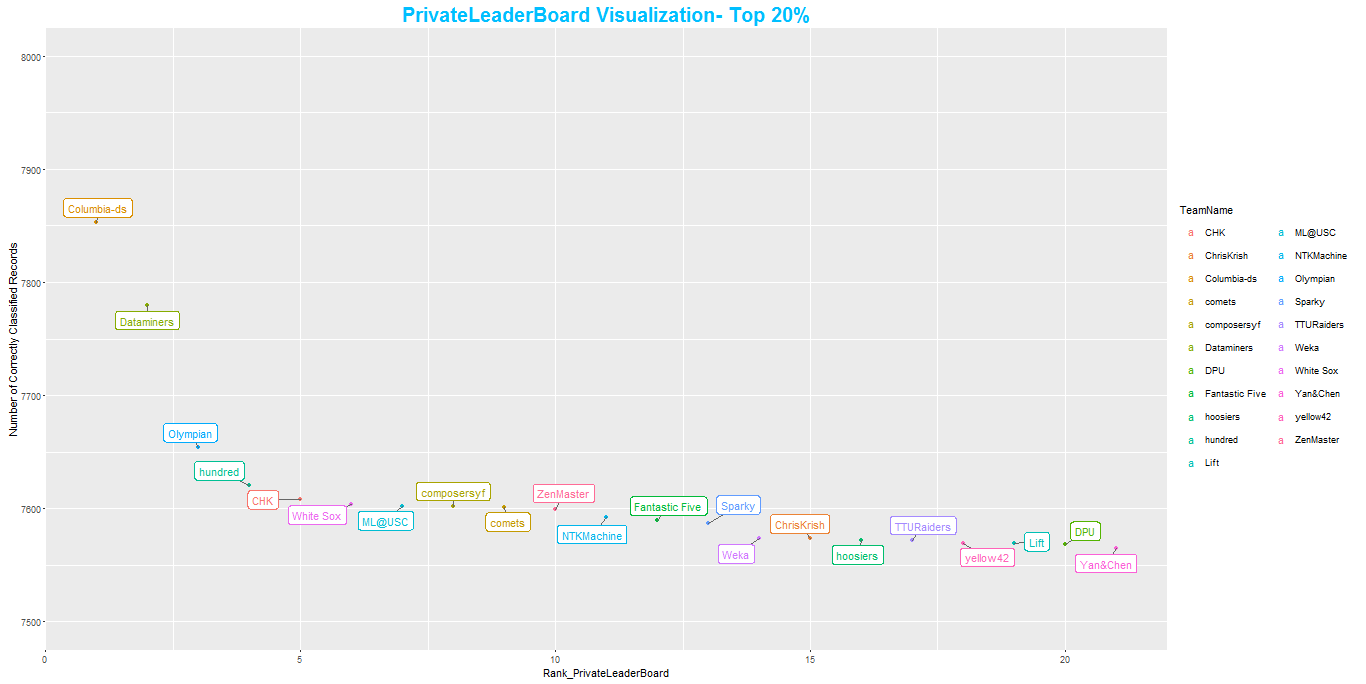 PrivateLeaderBoard Visualization- Top 20%
Number of Correctly Classified Records
8000
7900
7800
7700
7600
7500
Columbia-ds
Dataminers
Olympian
hundred
CHK
White Sox
ML@USC
composersyf
comets
ZenMaster
NTKMachine
Fantastic Five
Sparky
Weka
ChrisKrish
hoosiers
TTURaiders
yellow42
Lift
DPU
Yan&Chen
0
5
10
15
20
Rank_PrivateLeaderBoard
TeamName
a CHK
a ChrisKrish
a Columbia-ds
a comets
a composersyf
a Dataminers
a DPU
a Fantastic Five
a hoosiers
a hundred
a Lift
a ML@USC
a NTKMachine
a Olympian
a Sparky
a TTURaiders
a Weka
a White Sox
a Yan&Chen
a yellow42
a ZenMaster